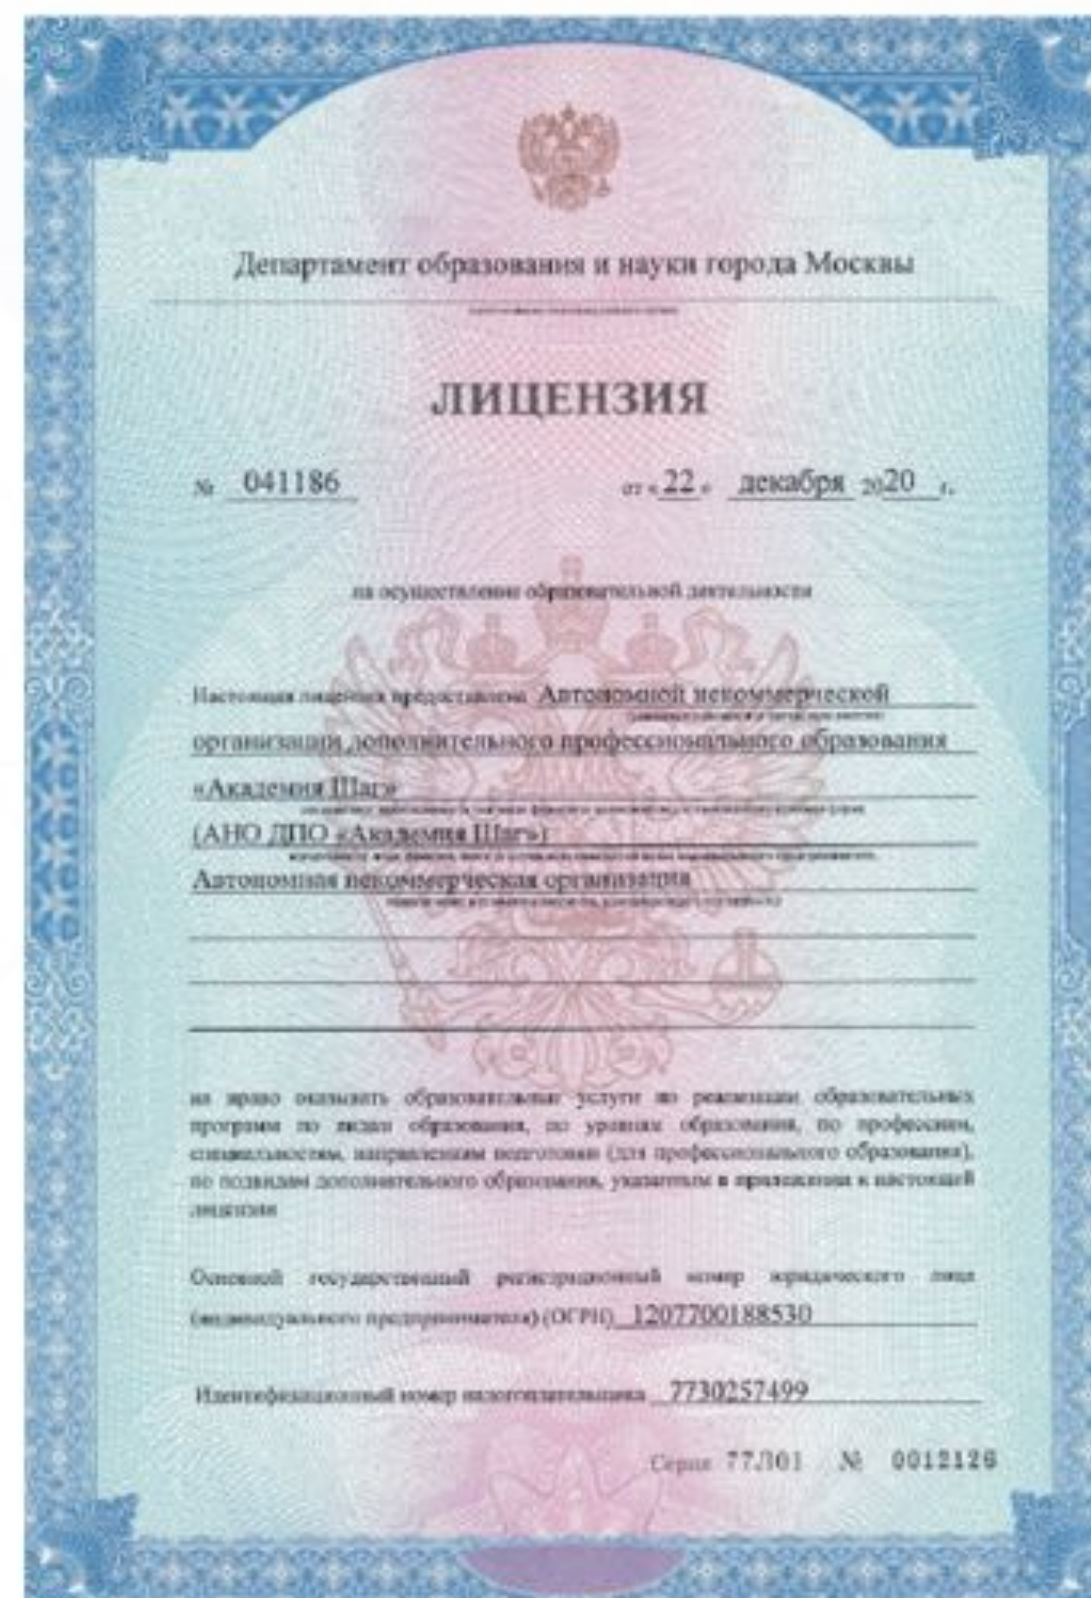 Департамент образования и науки города Москвы
ЛИЦЕНЗИЯ
№ 041186 от « 22 » декабря 2020 г.
на осуществление образовательной деятельности
Настоящая лицензия предоставлена Автономной некоммерческой
организации дополнительного профессионального образования
«Академия Шаг»
(АНО ДПО «Академия Шаг»)
Автономная некоммерческая организация
на право оказывать образовательные услуги по реализации образовательных
программ по видам образования, по уровням образования, по профессиям,
специальностям, направлениям подготовки (для профессионального образования),
по подвидам дополнительного образования, указанным в приложении к настоящей
лицензии
Основной государственный регистрационный номер юридического лица
(индивидуального предпринимателя) (ОГРН) 1207700188530
Идентификационный номер налогоплательщика 7730257499
Серия 77Л01 № 0012126